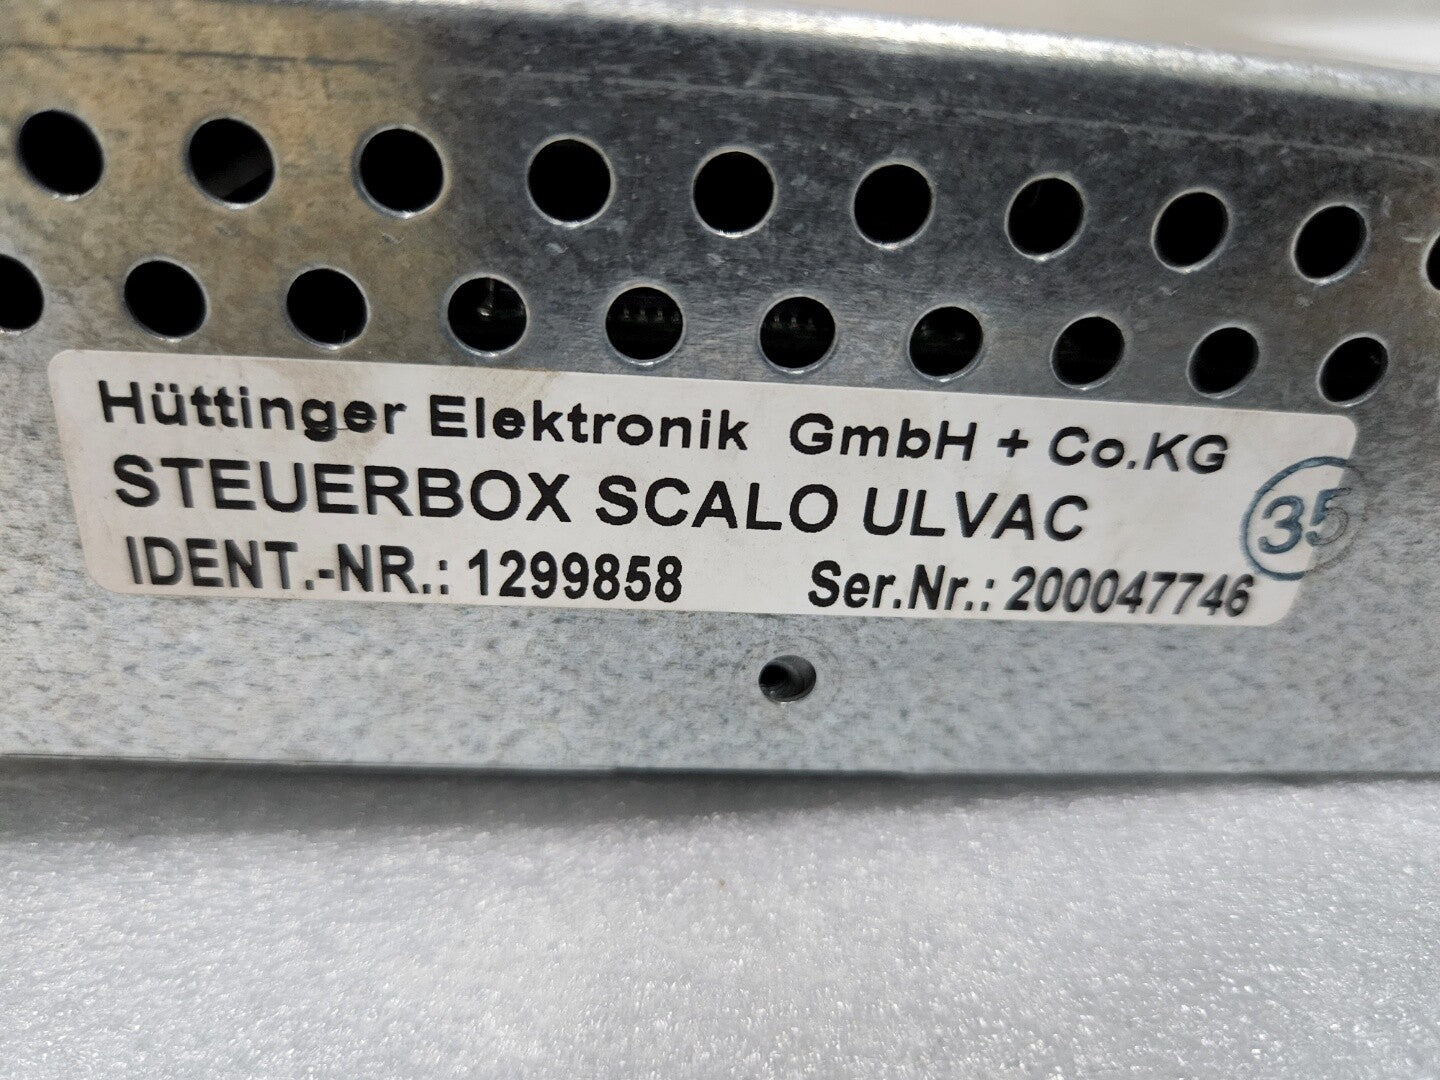 Hüttinger Elektronik GmbH + Co.KG
STEUERBOX SCALO ULVAC
35
IDENT.-NR.: 1299858 Ser.Nr.: 200047746